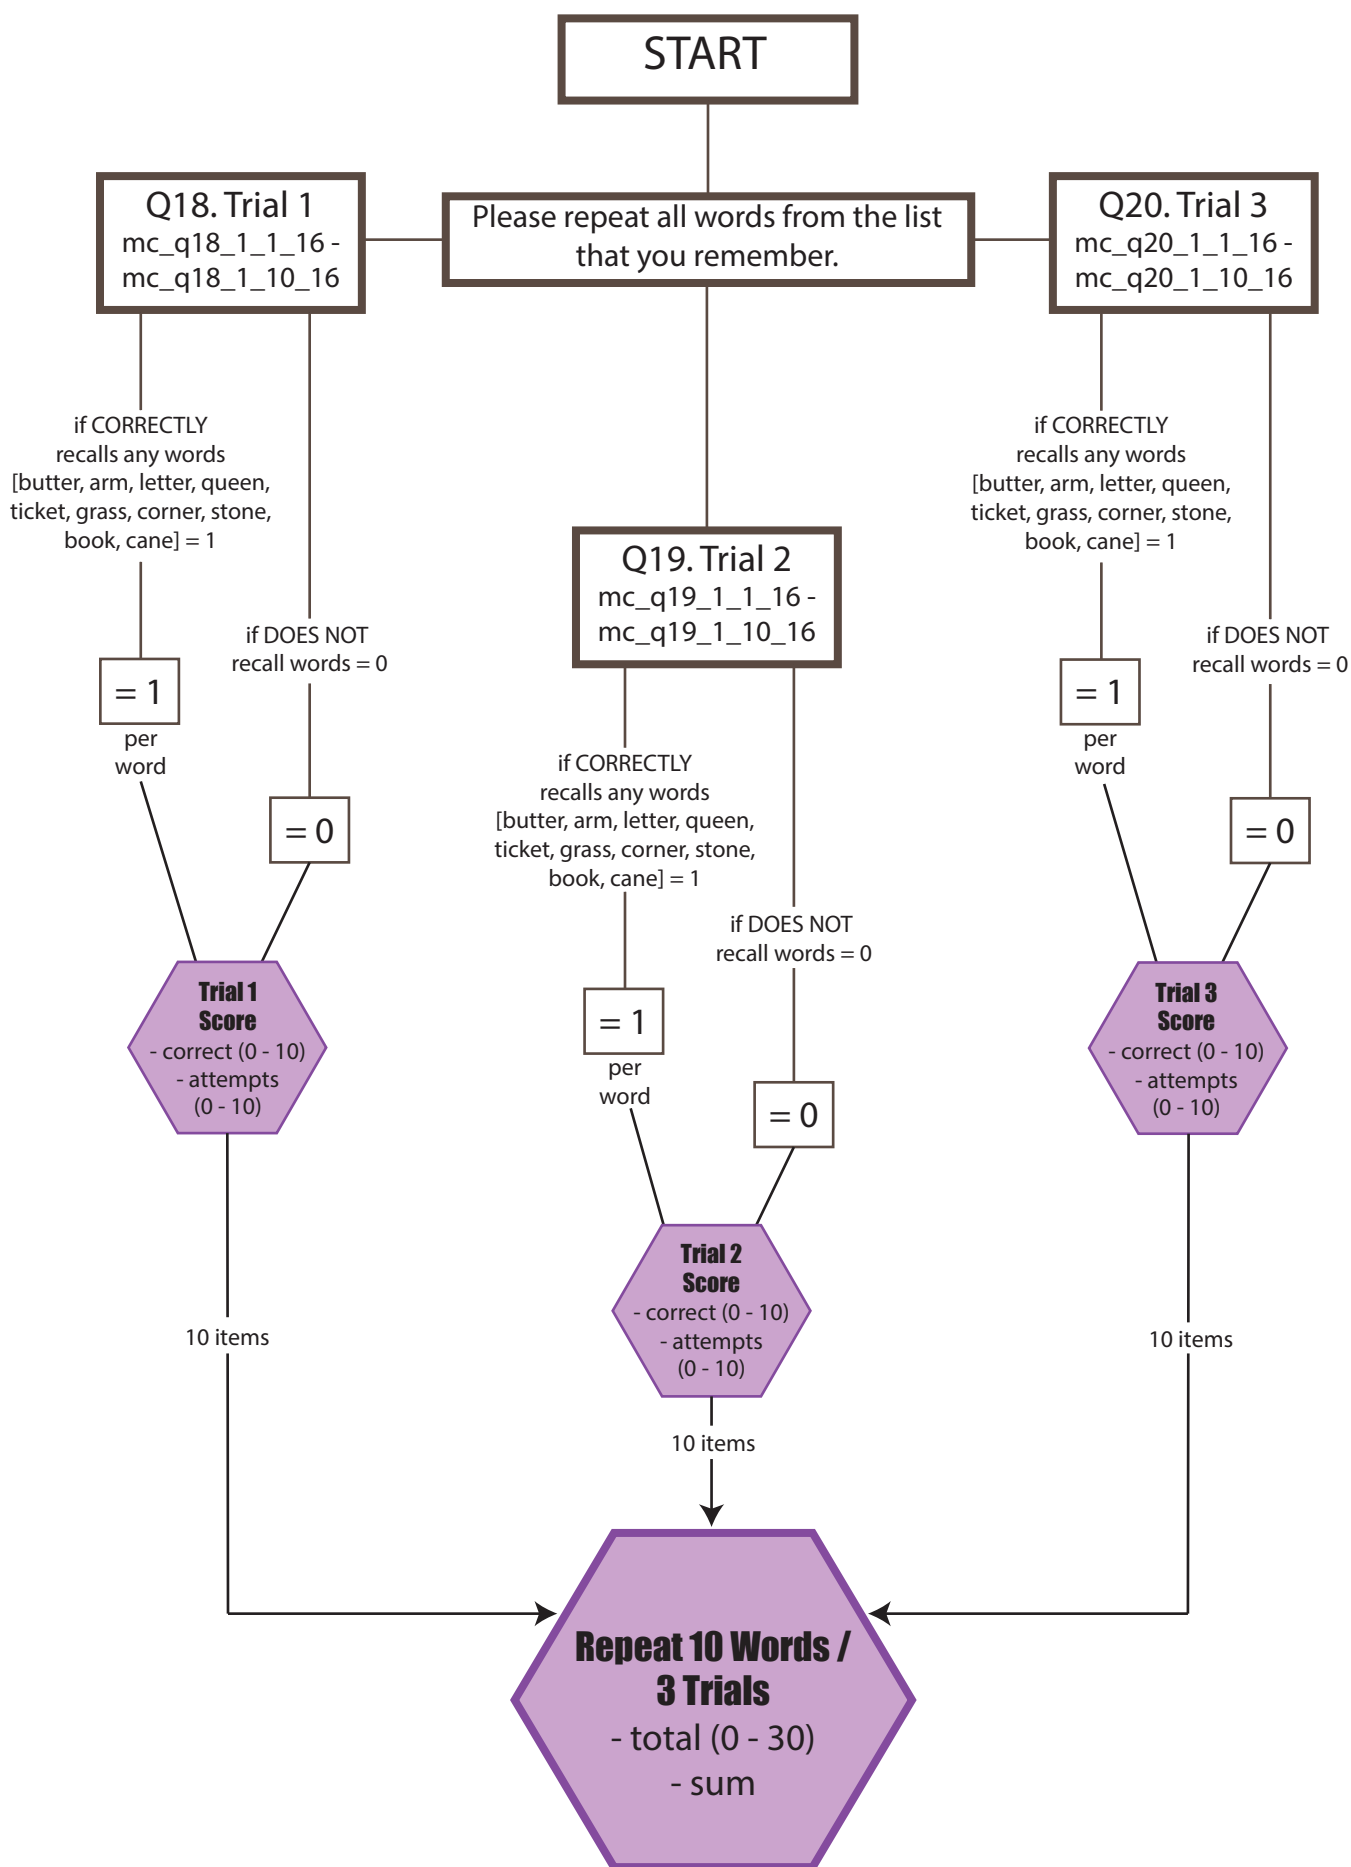 START
Please repeat all words from the list
that you remember.
Q18. Trial 1
mc_q18_1_1_16 -
mc_q18_1_10_16
if CORRECTLY
recalls any words
[butter, arm, letter, queen,
ticket, grass, corner, stone,
book, cane] = 1
= 1
per
word
if DOES NOT
recall words = 0
= 0
Trial 1
Score
- correct (0 - 10)
- attempts
(0 - 10)
10 items
Q19. Trial 2
mc_q19_1_1_16 -
mc_q19_1_10_16
if CORRECTLY
recalls any words
[butter, arm, letter, queen,
ticket, grass, corner, stone,
book, cane] = 1
= 1
per
word
if DOES NOT
recall words = 0
= 0
Trial 2
Score
- correct (0 - 10)
- attempts
(0 - 10)
10 items
Q20. Trial 3
mc_q20_1_1_16 -
mc_q20_1_10_16
if CORRECTLY
recalls any words
[butter, arm, letter, queen,
ticket, grass, corner, stone,
book, cane] = 1
= 1
per
word
if DOES NOT
recall words = 0
= 0
Trial 3
Score
- correct (0 - 10)
- attempts
(0 - 10)
10 items
Repeat 10 Words /
3 Trials
- total (0 - 30)
- sum